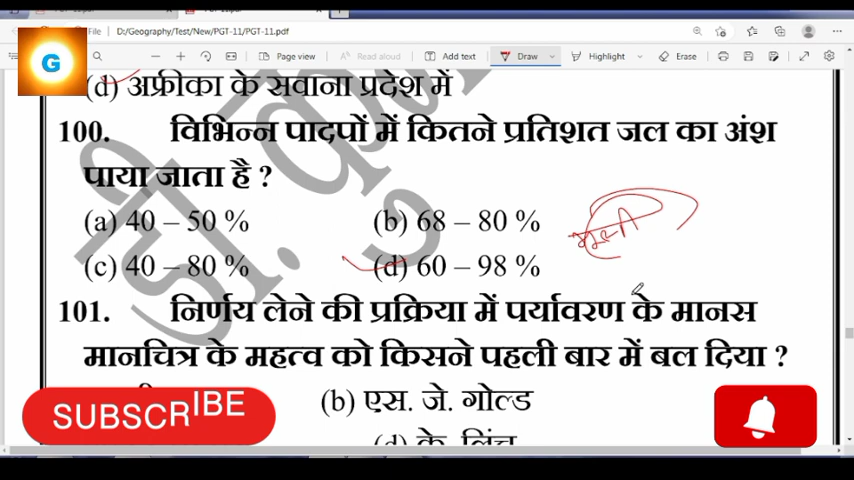 File D:/Geography/Test/New/PGT-11/PGT-11.pdf
G
Page view Read aloud Add text Draw Highlight Erase
(d) अफ्रीका के सवाना प्रदेश में
100. विभिन्न पादपों में कितने प्रतिशत जल का अंश
पाया जाता है ?
(a) 40 – 50 % (b) 68 – 80 %
(c) 40 – 80 % (d) 60 – 98 %
101. निर्णय लेने की प्रक्रिया में पर्यावरण के मानस
मानचित्र के महत्व को किसने पहली बार में बल दिया ?
(b) एस. जे. गोल्ड
SUBSCRIBE
(d) के. लिंच